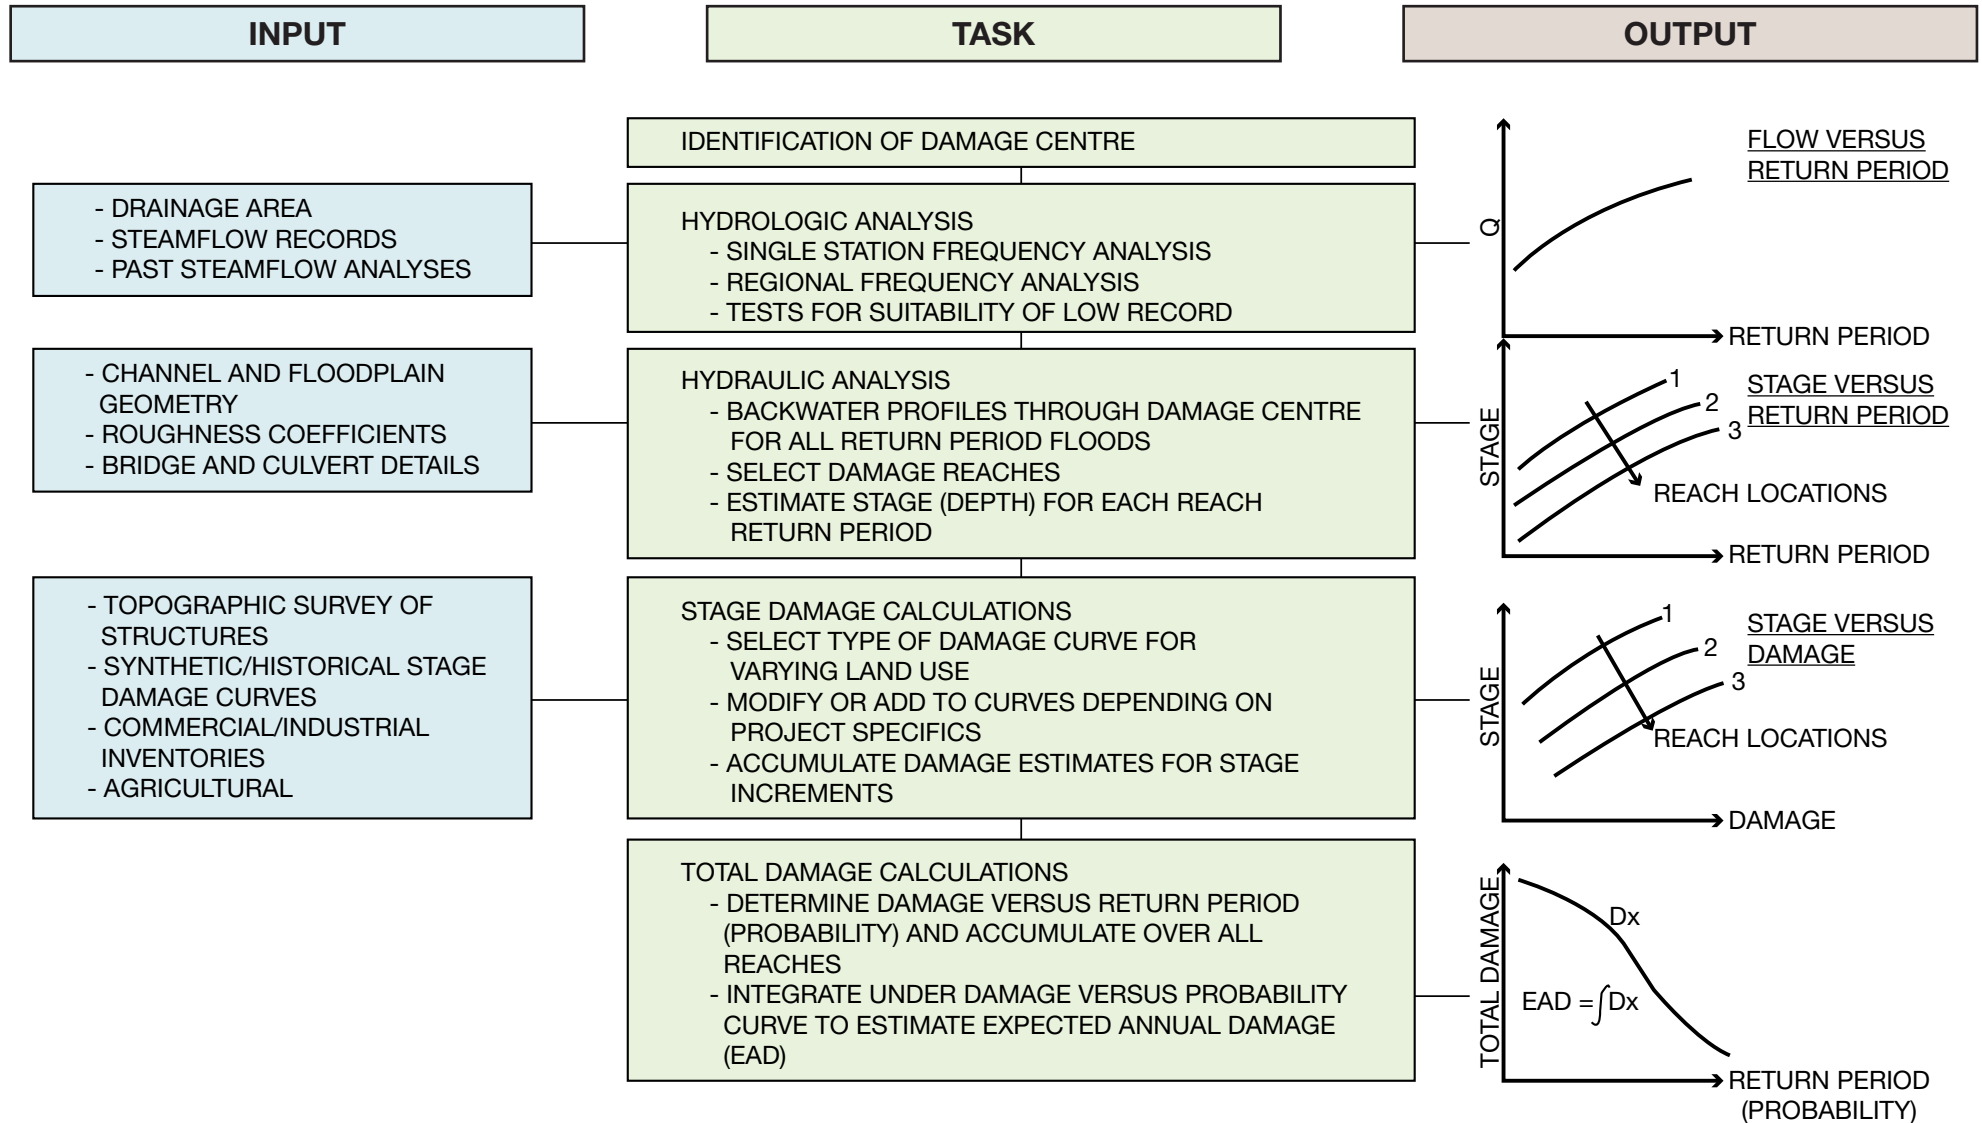 INPUT
TASK
OUTPUT
IDENTIFICATION OF DAMAGE CENTRE
- DRAINAGE AREA
- STEAMFLOW RECORDS
- PAST STEAMFLOW ANALYSES
HYDROLOGIC ANALYSIS
- SINGLE STATION FREQUENCY ANALYSIS
- REGIONAL FREQUENCY ANALYSIS
- TESTS FOR SUITABILITY OF LOW RECORD
FLOW VERSUS
RETURN PERIOD
Q
RETURN PERIOD
- CHANNEL AND FLOODPLAIN
GEOMETRY
- ROUGHNESS COEFFICIENTS
- BRIDGE AND CULVERT DETAILS
HYDRAULIC ANALYSIS
- BACKWATER PROFILES THROUGH DAMAGE CENTRE
FOR ALL RETURN PERIOD FLOODS
- SELECT DAMAGE REACHES
- ESTIMATE STAGE (DEPTH) FOR EACH REACH
RETURN PERIOD
STAGE VERSUS
RETURN PERIOD
1
2
3
STAGE
REACH LOCATIONS
RETURN PERIOD
- TOPOGRAPHIC SURVEY OF
STRUCTURES
- SYNTHETIC/HISTORICAL STAGE
DAMAGE CURVES
- COMMERCIAL/INDUSTRIAL
INVENTORIES
- AGRICULTURAL
STAGE DAMAGE CALCULATIONS
- SELECT TYPE OF DAMAGE CURVE FOR
VARYING LAND USE
- MODIFY OR ADD TO CURVES DEPENDING ON
PROJECT SPECIFICS
- ACCUMULATE DAMAGE ESTIMATES FOR STAGE
INCREMENTS
STAGE VERSUS
DAMAGE
1
2
3
STAGE
REACH LOCATIONS
DAMAGE
TOTAL DAMAGE CALCULATIONS
- DETERMINE DAMAGE VERSUS RETURN PERIOD
(PROBABILITY) AND ACCUMULATE OVER ALL
REACHES
- INTEGRATE UNDER DAMAGE VERSUS PROBABILITY
CURVE TO ESTIMATE EXPECTED ANNUAL DAMAGE
(EAD)
TOTAL DAMAGE
Dx
EAD = ∫Dx
RETURN PERIOD
(PROBABILITY)